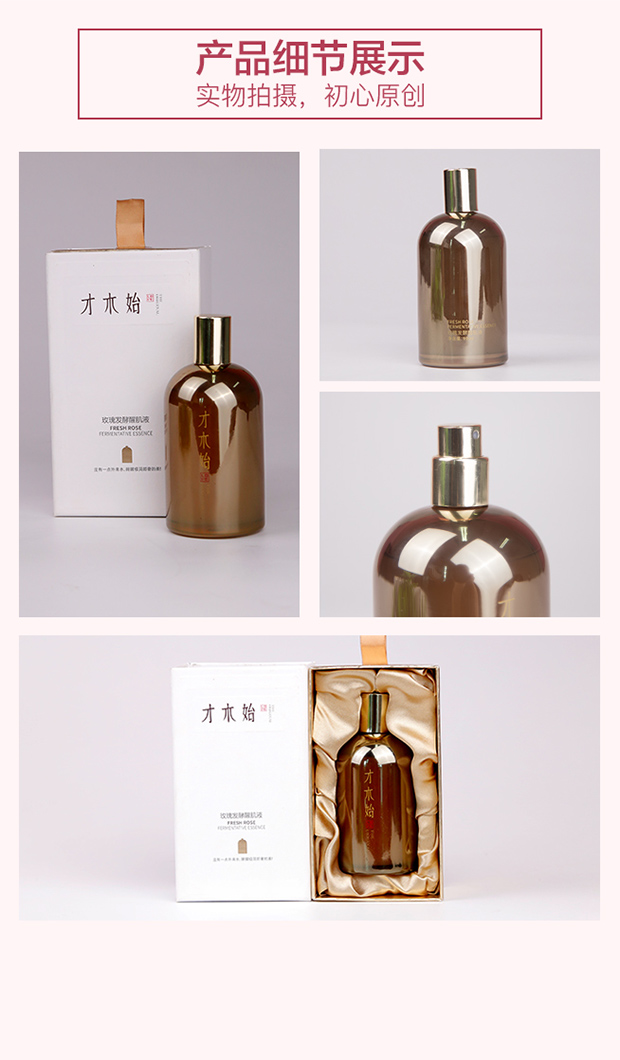 产品细节展示
实物拍摄，初心原创
才木始
玫瑰发酵醒肌液
FRESH ROSE
FERMENTATIVE ESSENCE
才木始
FRESH ROSE
才木始
玫瑰发酵醒肌液
FRESH ROSE
FERMENTATIVE ESSENCE
才木始